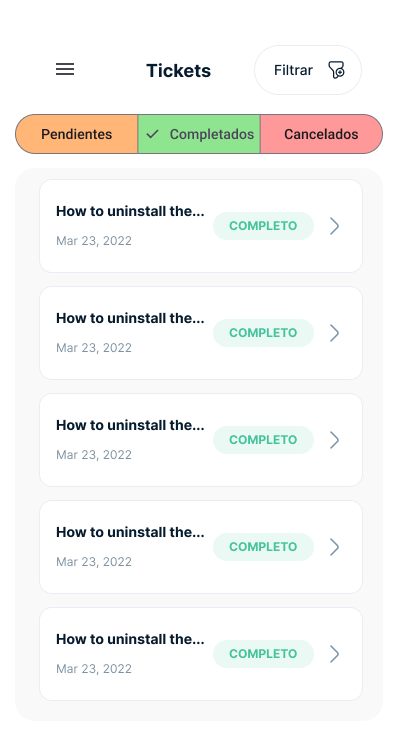 Tickets
Filtrar
Pendientes
Completados
Cancelados
How to uninstall the...
COMPLETO
Mar 23, 2022
How to uninstall the...
COMPLETO
Mar 23, 2022
How to uninstall the...
COMPLETO
Mar 23, 2022
How to uninstall the...
COMPLETO
Mar 23, 2022
How to uninstall the...
COMPLETO
Mar 23, 2022